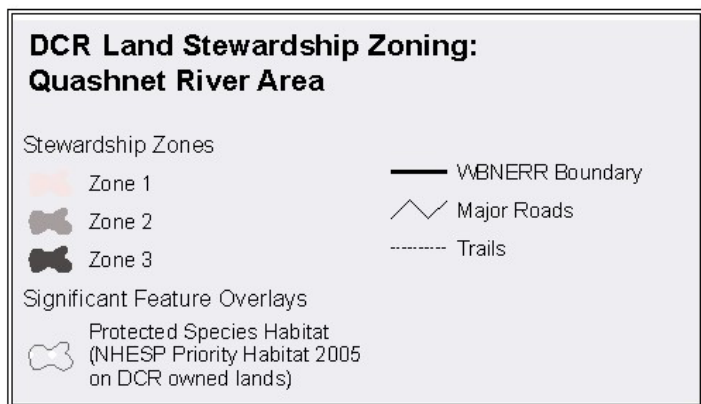 DCR Land Stewardship Zoning:
Quashnet River Area
Stewardship Zones
Zone 1
Zone 2
Zone 3
Significant Feature Overlays
Protected Species Habitat
(NHESP Priority Habitat 2005
on DCR owned lands)
WBNERR Boundary
Major Roads
Trails